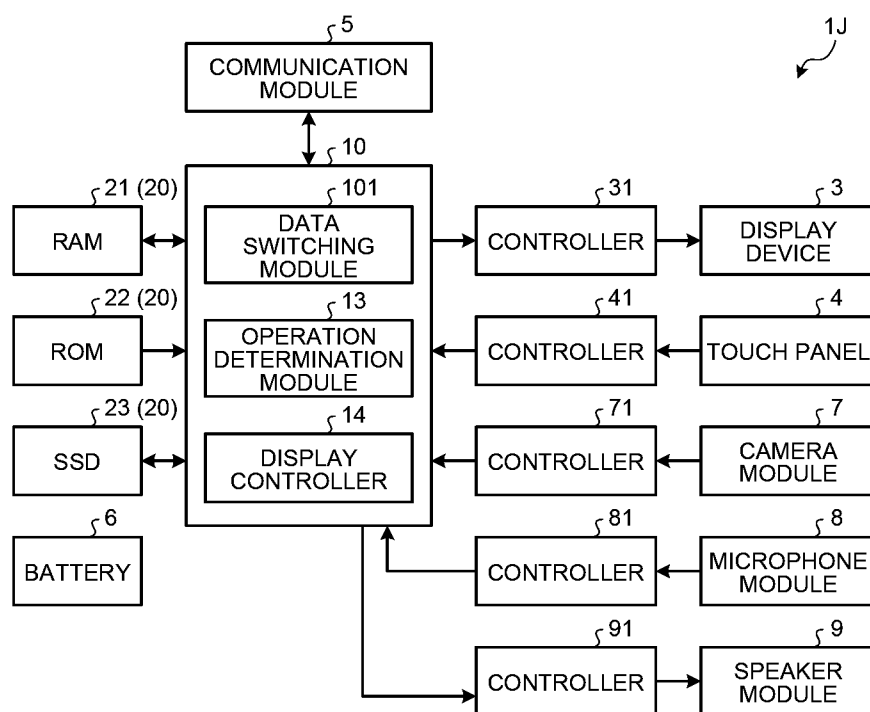 5
1J
COMMUNICATION
MODULE
10
21 (20)
RAM
101
DATA
SWITCHING
MODULE
31
CONTROLLER
3
DISPLAY
DEVICE
22 (20)
ROM
13
OPERATION
DETERMINATION
MODULE
41
CONTROLLER
4
TOUCH PANEL
23 (20)
SSD
14
DISPLAY
CONTROLLER
71
CONTROLLER
7
CAMERA
MODULE
6
BATTERY
81
CONTROLLER
8
MICROPHONE
MODULE
91
CONTROLLER
9
SPEAKER
MODULE